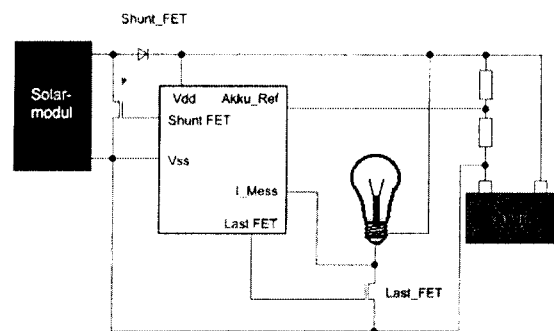 Shunt_FET
Solar-
modul
Vdd
Akku_Ref
Shunt FET
Vss
I_Mess
Last FET
Last_FET